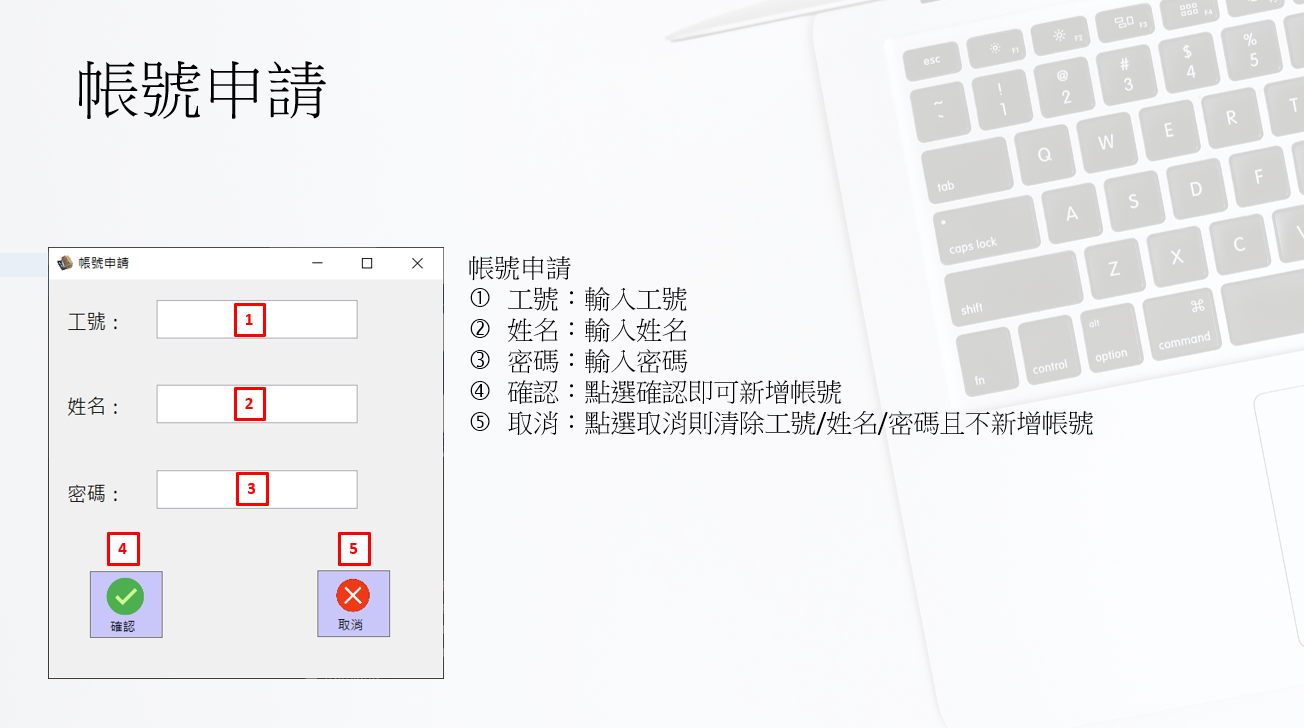 帳號申請
帳號申請
工號：
1
姓名：
2
密碼：
3
4
5
確認
取消
帳號申請
① 工號：輸入工號
② 姓名：輸入姓名
③ 密碼：輸入密碼
④ 確認：點選確認即可新增帳號
⑤ 取消：點選取消則清除工號/姓名/密碼且不新增帳號
esc
F1
F2
F3
F4
~
`
!
1
@
2
#
3
$
4
%
5
tab
Q
W
E
R
T
caps lock
A
S
D
F
shift
Z
X
C
V
fn
control
alt
option
⌘
command